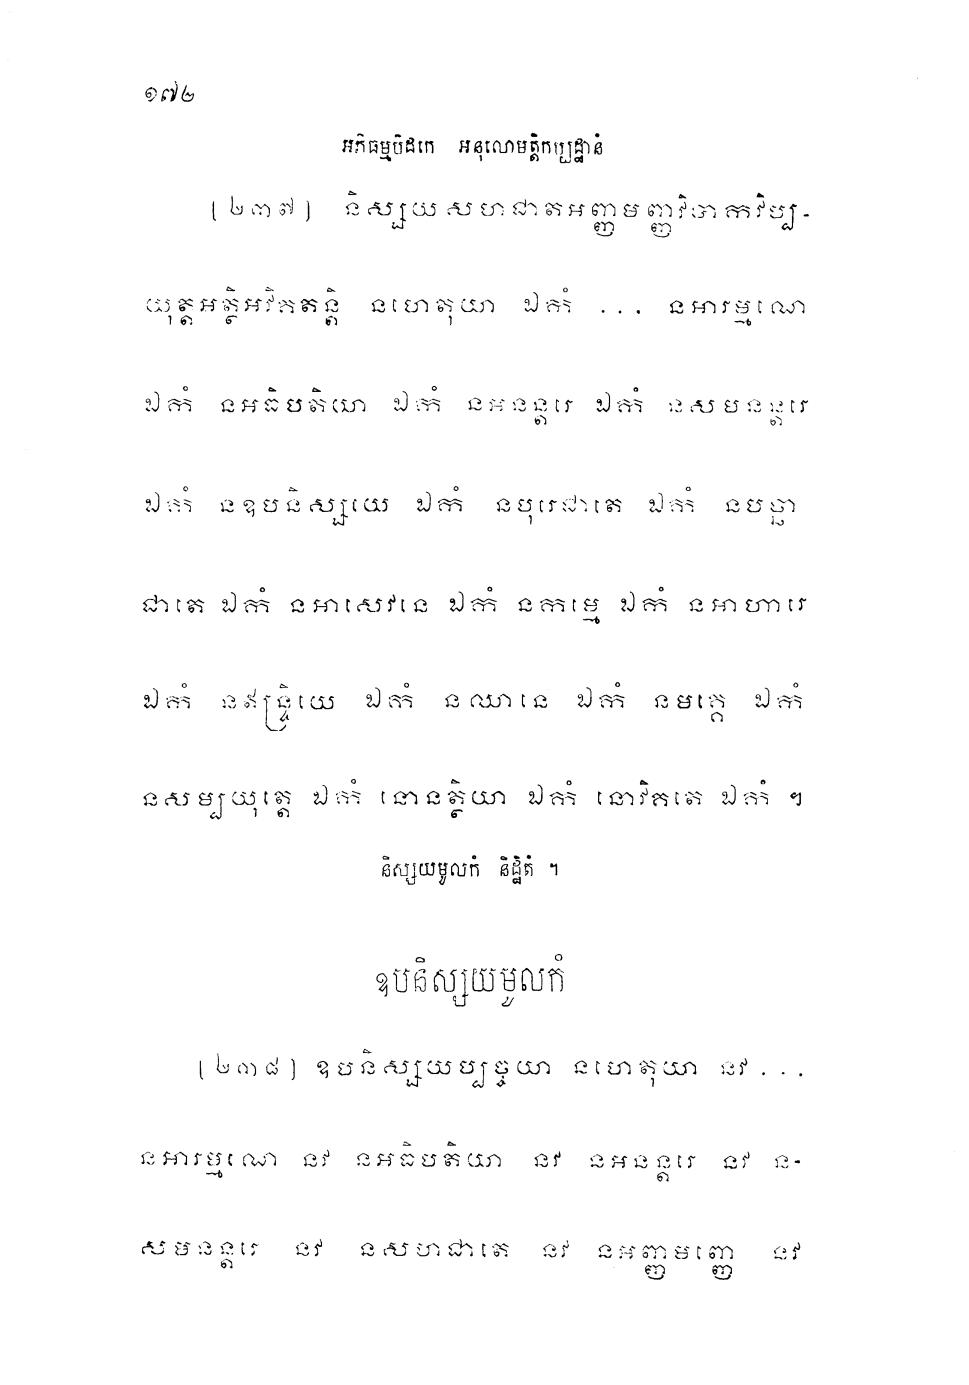 ១៧២
អភិធម្មបិដកេ អនុលោមត្តិកប្បដ្ឋានំ
[២៣៧] និស្សយសហជាតអញ្ញមញ្ញវិបាកវិប្ប-
យុត្តអត្ថិអវិគតន្តិ នហេតុយា ឯកំ ... នអារម្មណេ
ឯកំ នអធិបតិយា ឯកំ នអនន្តរេ ឯកំ នសមនន្តរេ
ឯកំ នឧបនិស្សយេ ឯកំ នបុរេជាតេ ឯកំ នបច្ឆា
ជាតេ ឯកំ នអាសេវនេ ឯកំ នកម្មេ ឯកំ នអាហារេ
ឯកំ នឥន្ទ្រិយេ ឯកំ នឈានេ ឯកំ នមគ្គេ ឯកំ
នសម្បយុត្តេ ឯកំ នោនត្ថិយា ឯកំ នោវិគតេ ឯកំ ។
និស្សយមូលកំ និដ្ឋិតំ ។
ឧបនិស្សយមូលកំ
[២៣៨] ឧបនិស្សយប្បច្ចយា នហេតុយា នវ ...
នអារម្មណេ នវ នអធិបតិយា នវ នអនន្តរេ នវ ន-
សមនន្តរេ នវ នសហជាតេ នវ នអញ្ញមញ្ញេ នវ